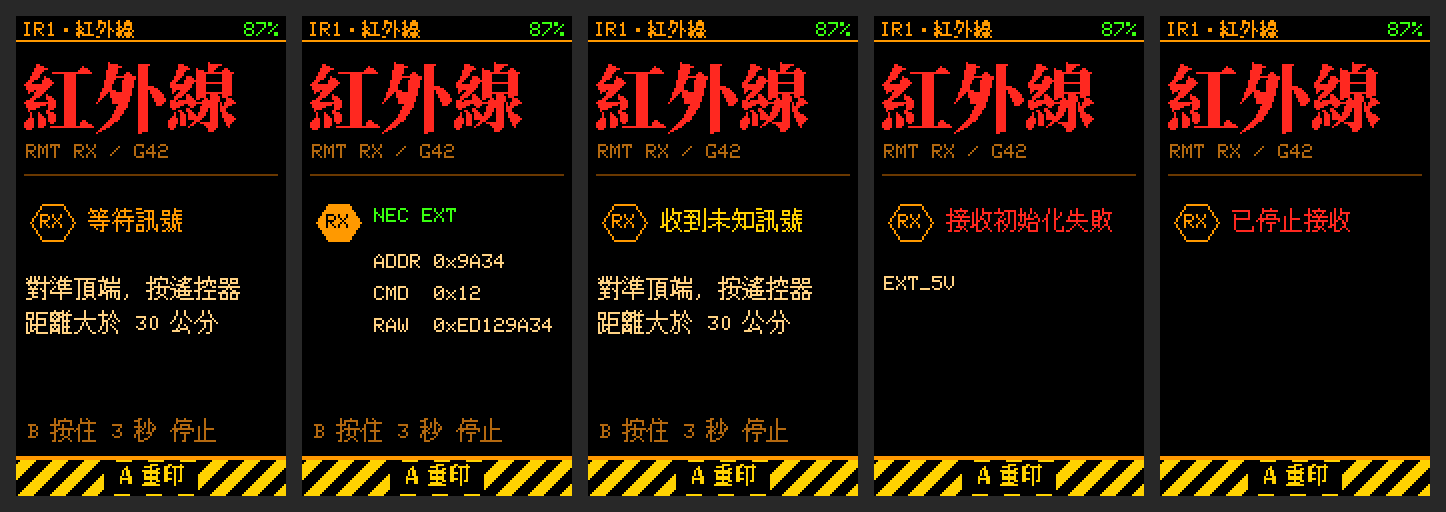 IR1·紅外線 87%
紅外線
RMT RX / G42
RX 等待訊號
對準頂端, 按遙控器
距離大於 30 公分
B 按住 3 秒 停止
A 重印
IR1·紅外線 87%
紅外線
RMT RX / G42
RX NEC EXT
ADDR 0x9A34
CMD 0x12
RAW 0xED129A34
B 按住 3 秒 停止
A 重印
IR1·紅外線 87%
紅外線
RMT RX / G42
RX 收到未知訊號
對準頂端, 按遙控器
距離大於 30 公分
B 按住 3 秒 停止
A 重印
IR1·紅外線 87%
紅外線
RMT RX / G42
RX 接收初始化失敗
EXT_5V
A 重印
IR1·紅外線 87%
紅外線
RMT RX / G42
RX 已停止接收
A 重印